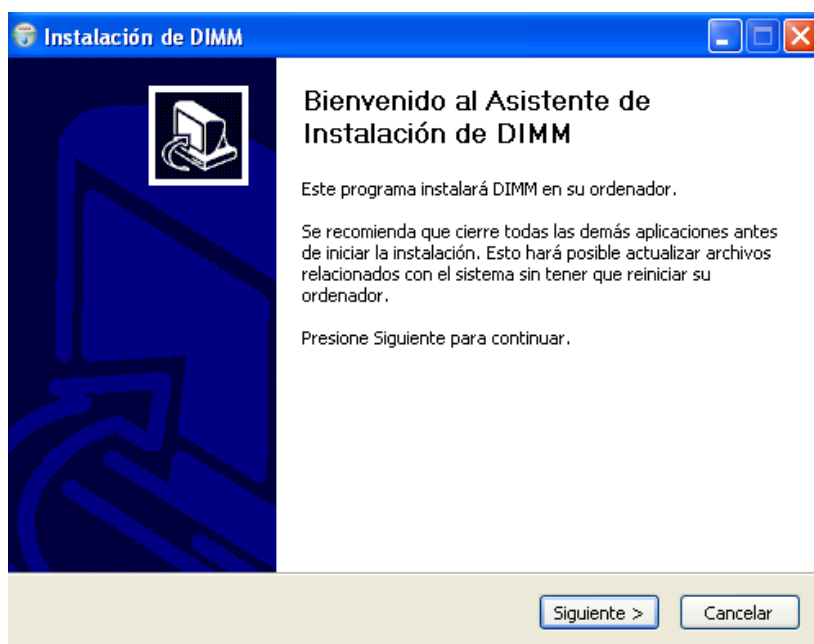 Instalación de DIMM
Bienvenido al Asistente de
Instalación de DIMM
Este programa instalará DIMM en su ordenador.
Se recomienda que cierre todas las demás aplicaciones antes
de iniciar la instalación. Esto hará posible actualizar archivos
relacionados con el sistema sin tener que reiniciar su
ordenador.
Presione Siguiente para continuar.
Siguiente >
Cancelar